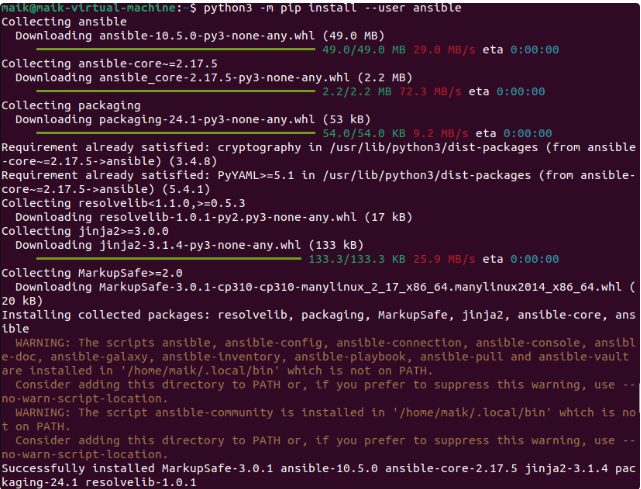 maik@maik-virtual-machine:~$ python3 -m pip install --user ansible
Collecting ansible
  Downloading ansible-10.5.0-py3-none-any.whl (49.0 MB)
     49.0/49.0 MB 29.0 MB/s eta 0:00:00
Collecting ansible-core~=2.17.5
  Downloading ansible_core-2.17.5-py3-none-any.whl (2.2 MB)
     2.2/2.2 MB 72.3 MB/s eta 0:00:00
Collecting packaging
  Downloading packaging-24.1-py3-none-any.whl (53 kB)
     54.0/54.0 KB 9.2 MB/s eta 0:00:00
Requirement already satisfied: cryptography in /usr/lib/python3/dist-packages (from ansible
-core~=2.17.5->ansible) (3.4.8)
Requirement already satisfied: PyYAML>=5.1 in /usr/lib/python3/dist-packages (from ansible-
core~=2.17.5->ansible) (5.4.1)
Collecting resolvelib<1.1.0,>=0.5.3
  Downloading resolvelib-1.0.1-py2.py3-none-any.whl (17 kB)
Collecting jinja2>=3.0.0
  Downloading jinja2-3.1.4-py3-none-any.whl (133 kB)
     133.3/133.3 KB 25.9 MB/s eta 0:00:00
Collecting MarkupSafe>=2.0
  Downloading MarkupSafe-3.0.1-cp310-cp310-manylinux_2_17_x86_64.manylinux2014_x86_64.whl (
20 kB)
Installing collected packages: resolvelib, packaging, MarkupSafe, jinja2, ansible-core, ans
ible
  WARNING: The scripts ansible, ansible-config, ansible-connection, ansible-console, ansibl
e-doc, ansible-galaxy, ansible-inventory, ansible-playbook, ansible-pull and ansible-vault 
are installed in '/home/maik/.local/bin' which is not on PATH.
  Consider adding this directory to PATH or, if you prefer to suppress this warning, use --
no-warn-script-location.
  WARNING: The script ansible-community is installed in '/home/maik/.local/bin' which is no
t on PATH.
  Consider adding this directory to PATH or, if you prefer to suppress this warning, use --
no-warn-script-location.
Successfully installed MarkupSafe-3.0.1 ansible-10.5.0 ansible-core-2.17.5 jinja2-3.1.4 pac
kaging-24.1 resolvelib-1.0.1